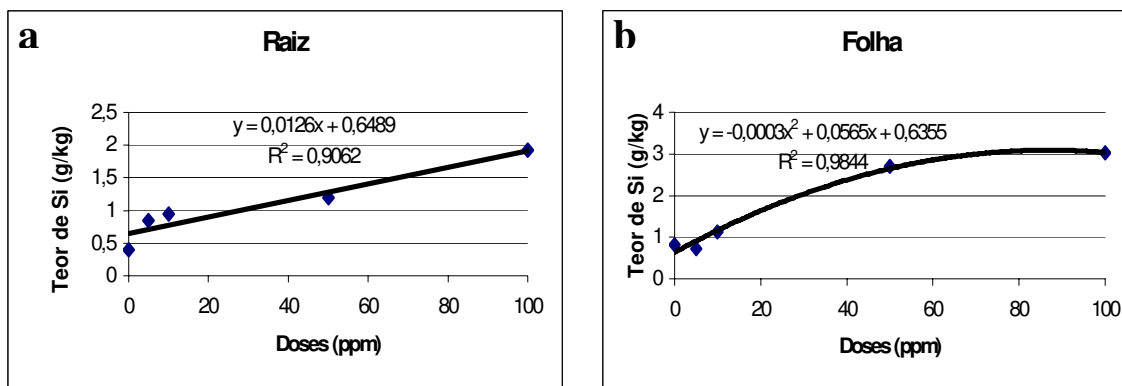 a
Raiz
Teor de Si (g/kg)
2,5
2
1,5
1
0,5
0
y = 0,0126x + 0,6489
R² = 0,9062
0 20 40 60 80 100
Doses (ppm)
b
Folha
Teor de Si (g/kg)
4
3
2
1
0
y = -0,0003x² + 0,0565x + 0,6355
R² = 0,9844
0 20 40 60 80 100
Doses (ppm)